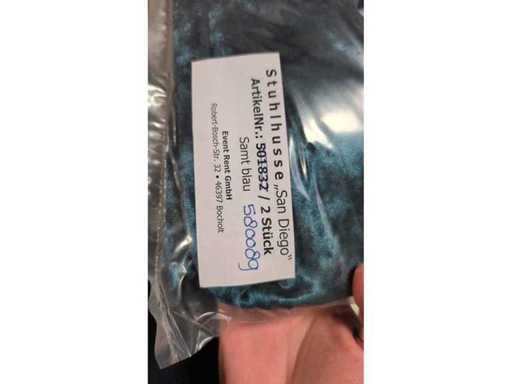 Stuhlhusse „San Diego“
ArtikelNr.: 501832 / 2 Stück
Samt blau 580089
Event Rent GmbH
Robert-Bosch-Str. 32 • 46397 Bocholt